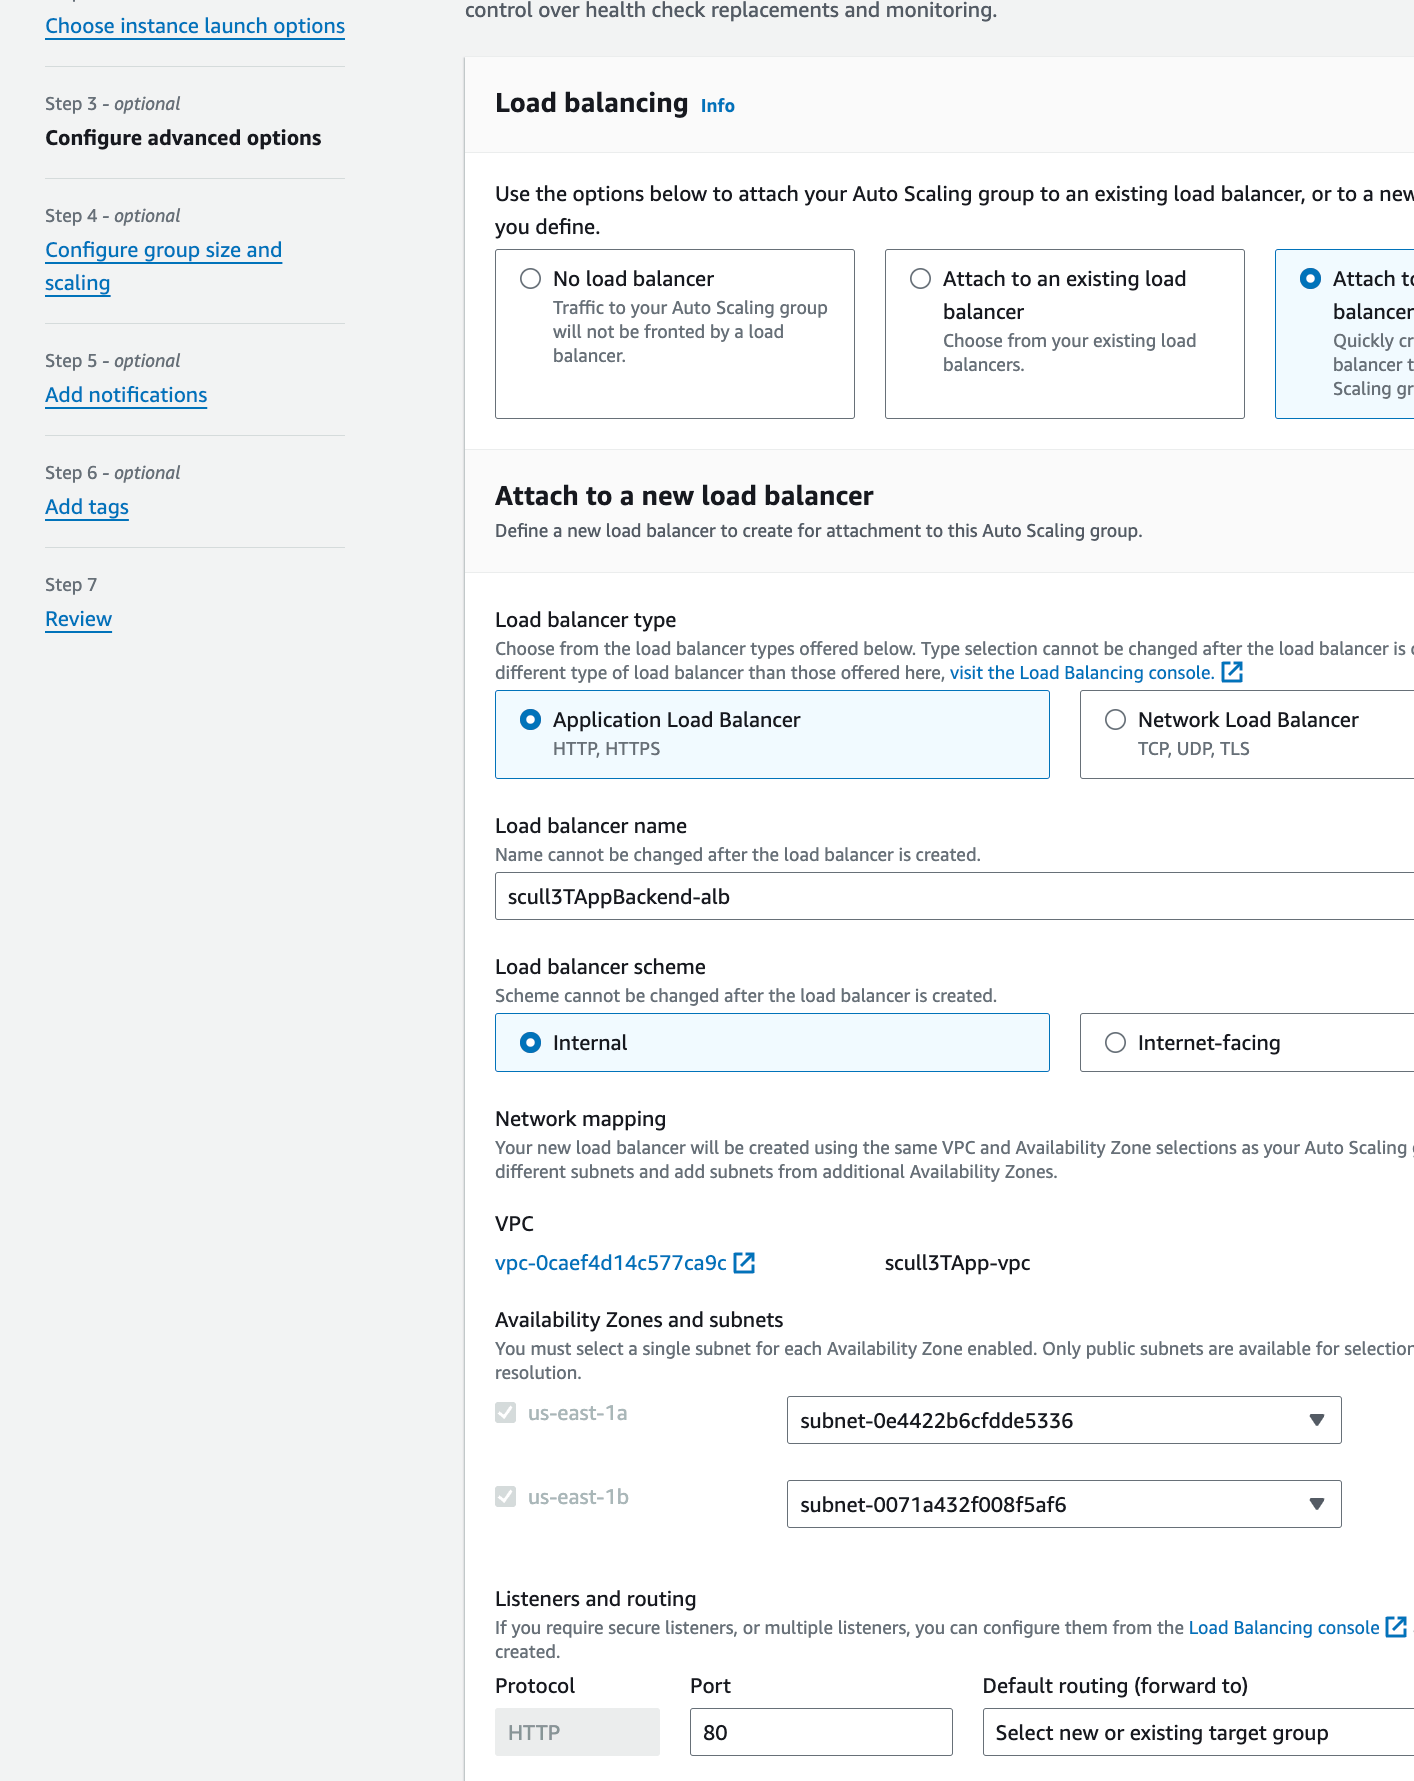 Choose instance launch options
Step 3 - optional
Configure advanced options
Step 4 - optional
Configure group size and
scaling
Step 5 - optional
Add notifications
Step 6 - optional
Add tags
Step 7
Review
control over health check replacements and monitoring.
Load balancing Info
Use the options below to attach your Auto Scaling group to an existing load balancer, or to a new
you define.
No load balancer
Traffic to your Auto Scaling group
will not be fronted by a load
balancer.
Attach to an existing load
balancer
Choose from your existing load
balancers.
Attach to
balancer
Quickly cr
balancer t
Scaling gr
Attach to a new load balancer
Define a new load balancer to create for attachment to this Auto Scaling group.
Load balancer type
Choose from the load balancer types offered below. Type selection cannot be changed after the load balancer is
different type of load balancer than those offered here, visit the Load Balancing console.
Application Load Balancer
HTTP, HTTPS
Network Load Balancer
TCP, UDP, TLS
Load balancer name
Name cannot be changed after the load balancer is created.
scull3TAppBackend-alb
Load balancer scheme
Scheme cannot be changed after the load balancer is created.
Internal
Internet-facing
Network mapping
Your new load balancer will be created using the same VPC and Availability Zone selections as your Auto Scaling
different subnets and add subnets from additional Availability Zones.
VPC
vpc-0caef4d14c577ca9c
scull3TApp-vpc
Availability Zones and subnets
You must select a single subnet for each Availability Zone enabled. Only public subnets are available for selection
resolution.
us-east-1a
subnet-0e4422b6cfdde5336
us-east-1b
subnet-0071a432f008f5af6
Listeners and routing
If you require secure listeners, or multiple listeners, you can configure them from the Load Balancing console
created.
Protocol
Port
Default routing (forward to)
HTTP
80
Select new or existing target group